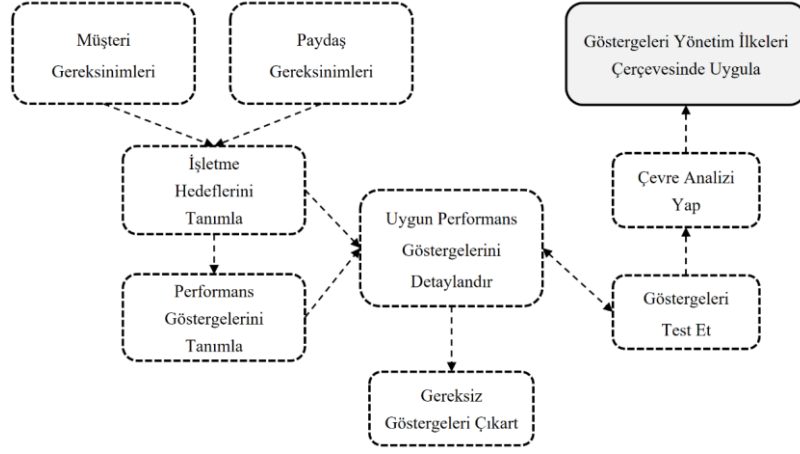 Müşteri
Gereksinimleri
Paydaş
Gereksinimleri
Göstergeleri Yönetim İlkeleri
Çerçevesinde Uygula
İşletme
Hedeflerini
Tanımla
Çevre Analizi
Yap
Uygun Performans
Göstergelerini
Detaylandır
Performans
Göstergelerini
Tanımla
Göstergeleri
Test Et
Gereksiz
Göstergeleri Çıkart